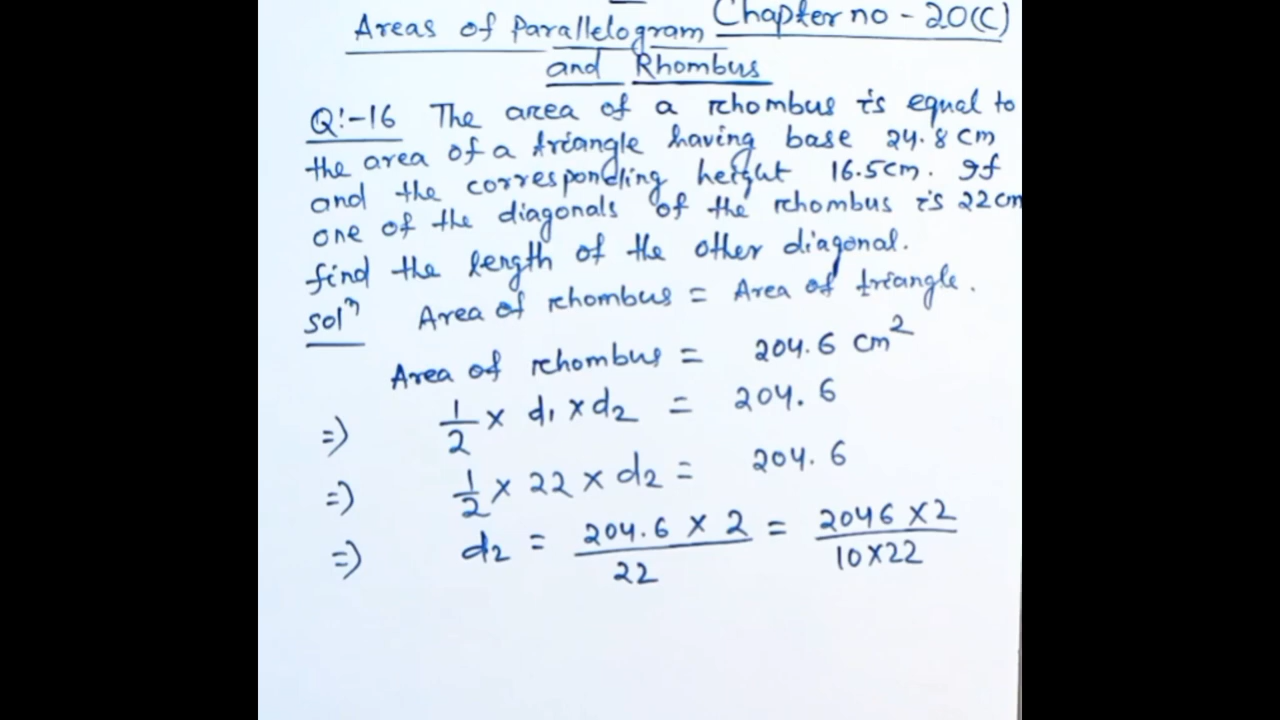 Areas of Parallelogram Chapter no - 20(C)
and Rhombus
Q:-16 The area of a rhombus is equal to
the area of a triangle having base 24.8 cm
and the corresponding height 16.5cm. If
one of the diagonals of the rhombus is 22cm
find the length of the other diagonal.
Solⁿ Area of rhombus = Area of triangle.
Area of rhombus = 204.6 cm²
=> 1/2 × d1 × d2 = 204.6
=> 1/2 × 22 × d2 = 204.6
=> d2 = 204.6 × 2 / 22 = 2046 × 2 / 10×22